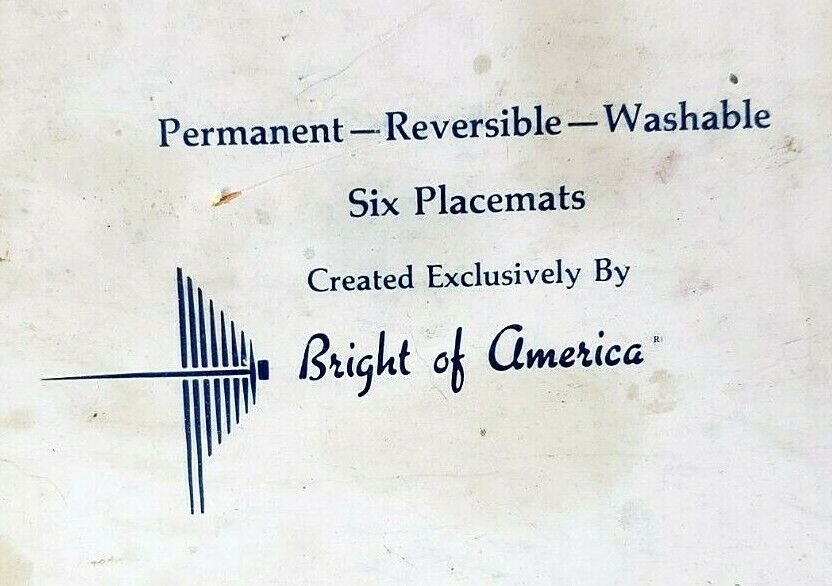 Permanent—Reversible—Washable
Six Placemats
Created Exclusively By
Bright of America ®